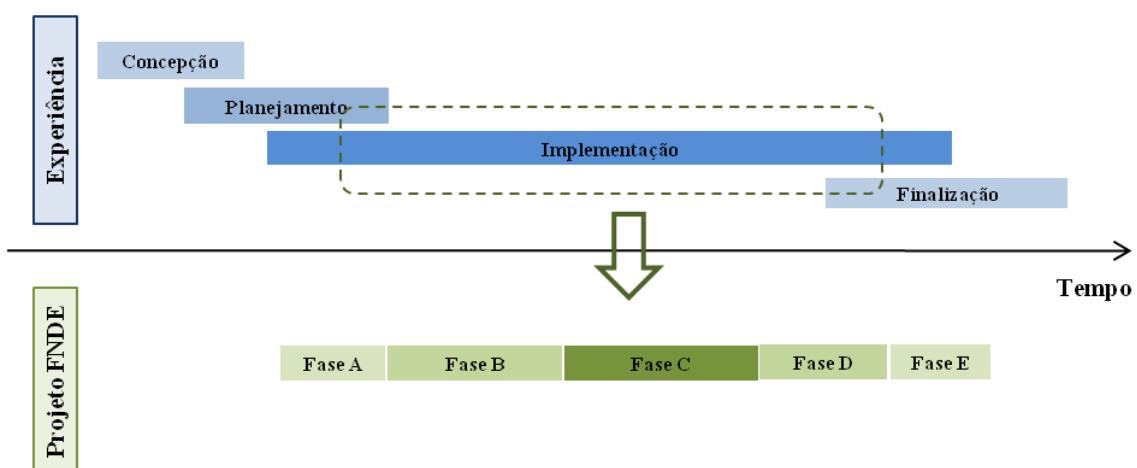 Experiência
Concepção
Planejamento
Implementação
Finalização
Tempo
Projeto FNDE
Fase A
Fase B
Fase C
Fase D
Fase E